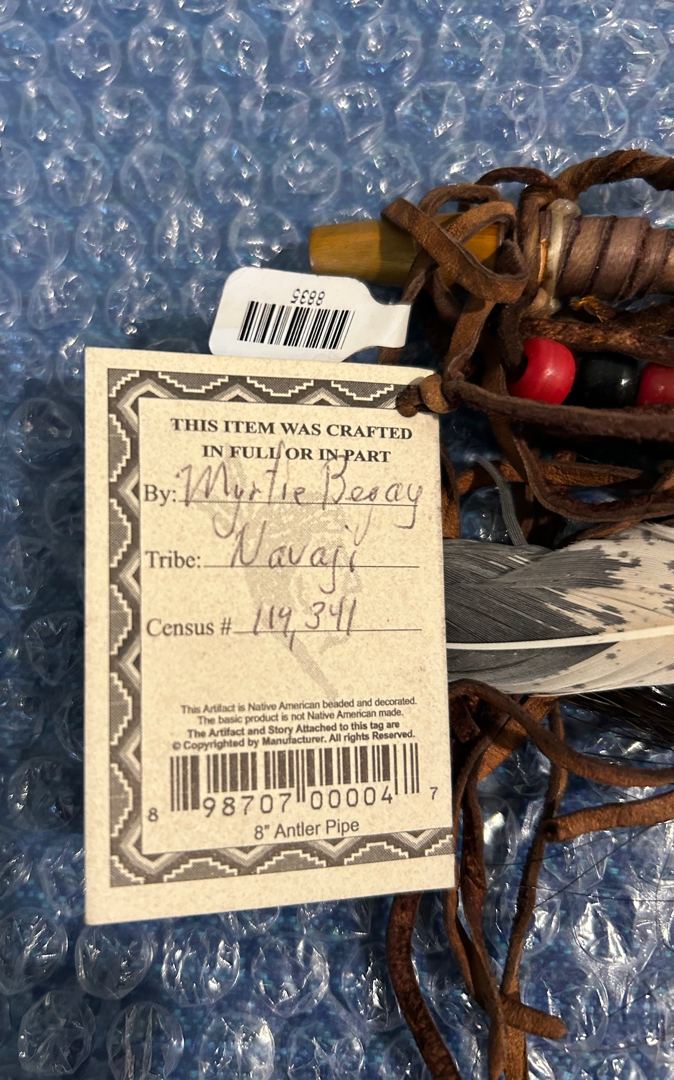 8835
THIS ITEM WAS CRAFTED
IN FULL OR IN PART
By: Myrtle Begay
Tribe: Navaji
Census # 114,341
This Artifact is Native American beaded and decorated.
The basic product is not Native American made.
The Artifact and Story Attached to this tag are
© Copyrighted by Manufacturer. All rights Reserved.
8 98707 00004 7
8" Antler Pipe